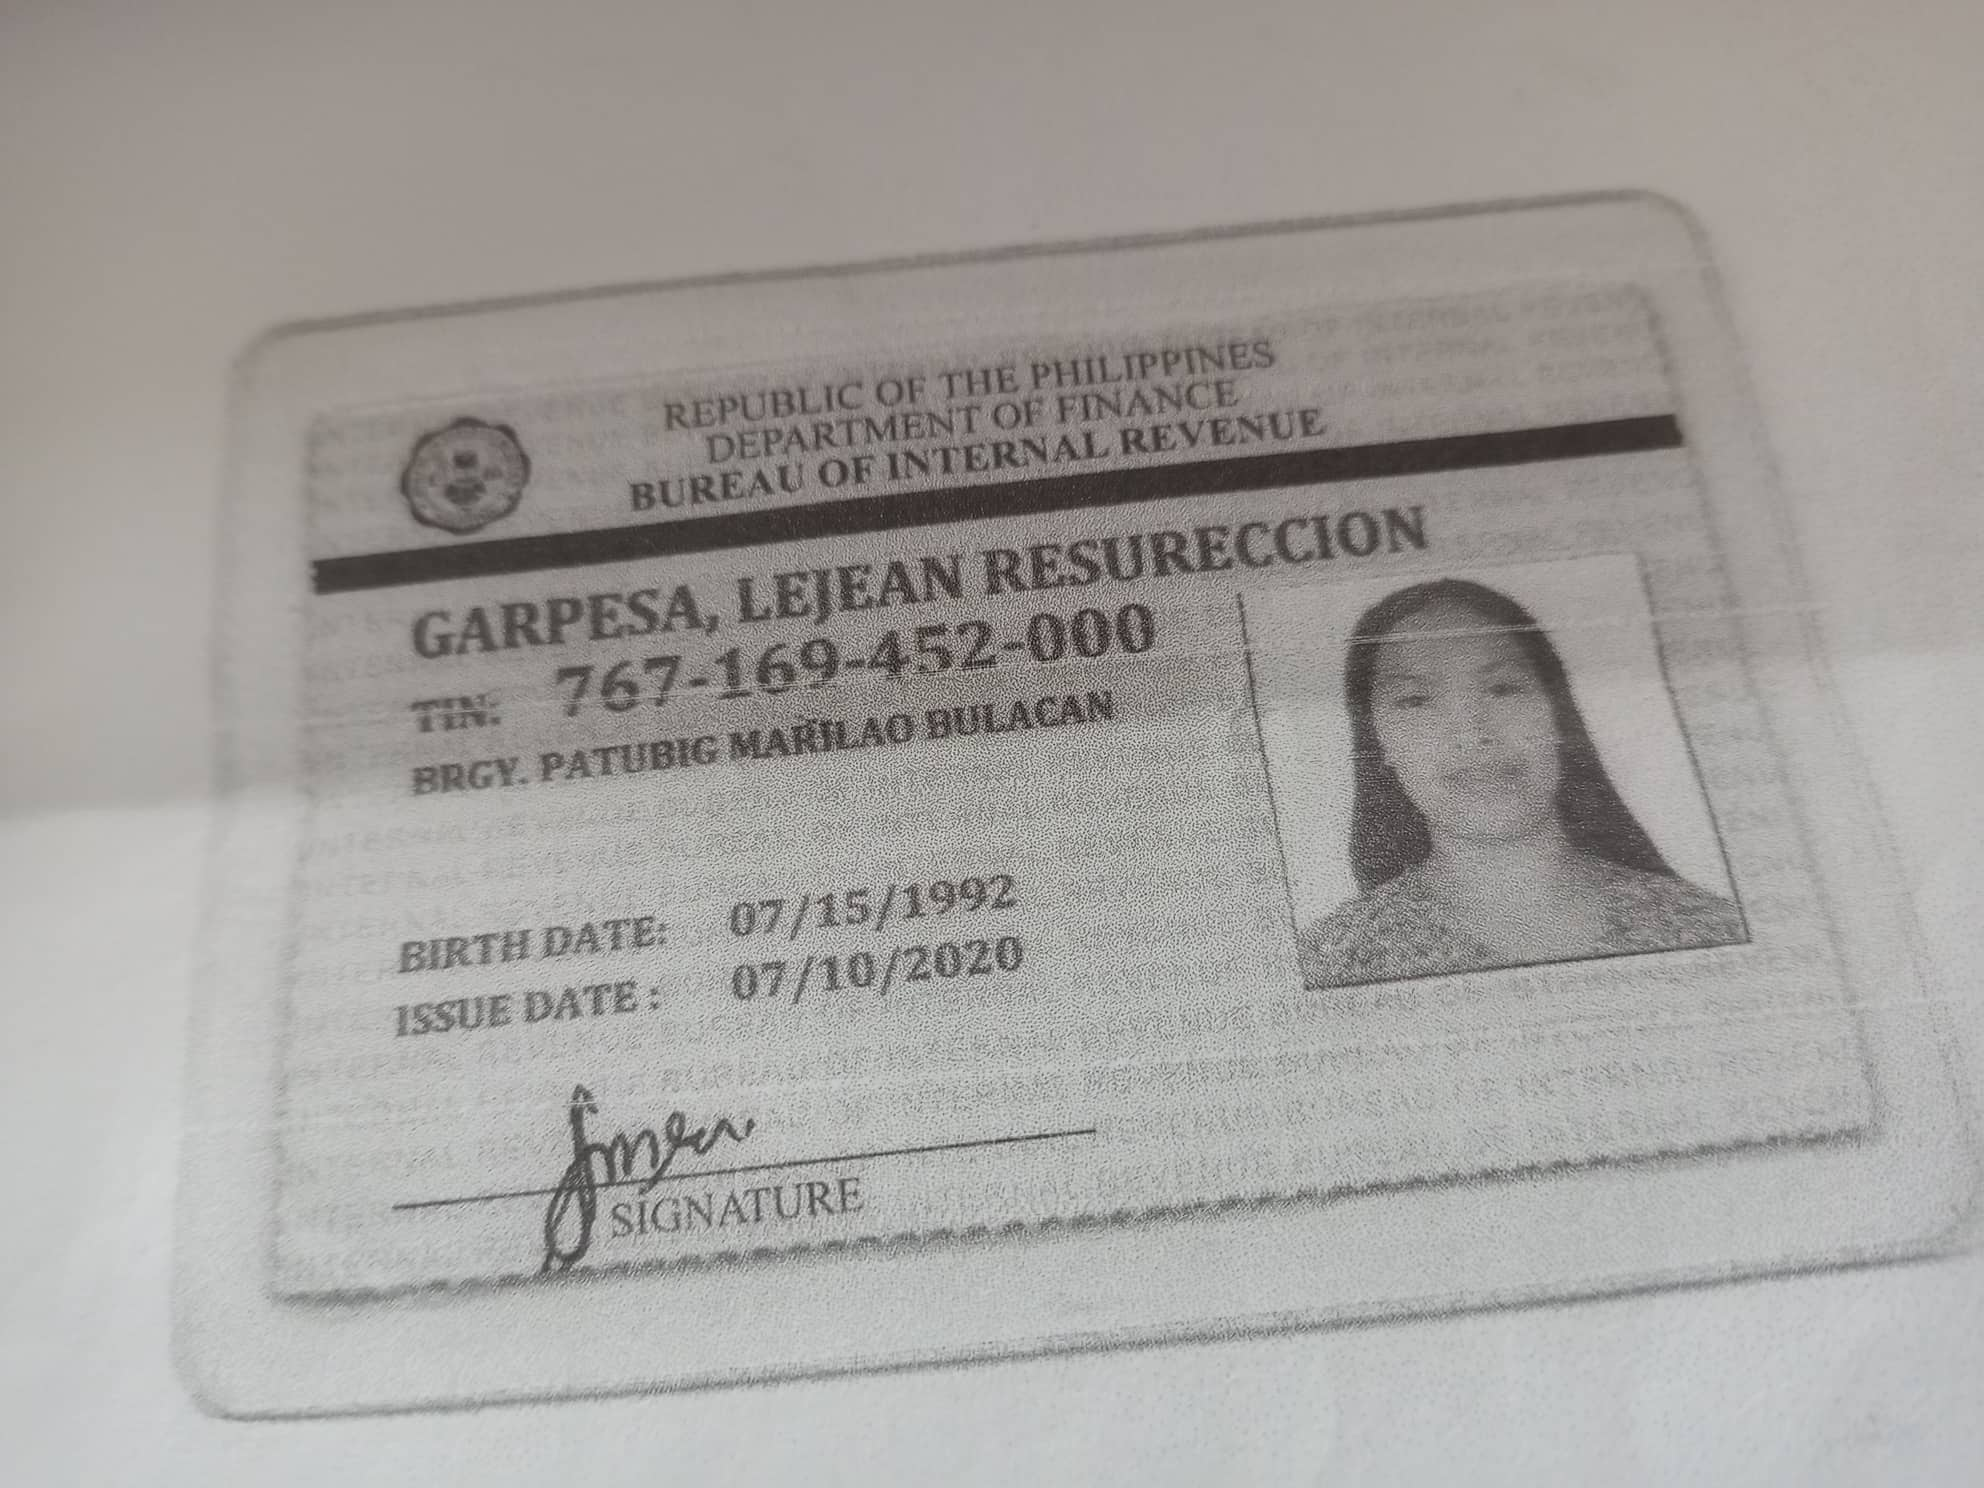 REPUBLIC OF THE PHILIPPINES
DEPARTMENT OF FINANCE
BUREAU OF INTERNAL REVENUE
GARPESA, LEJEAN RESURECCION
TIN: 767-169-452-000
BRGY. PATUBIG MARILAO BULACAN
BIRTH DATE: 07/15/1992
ISSUE DATE : 07/10/2020
SIGNATURE